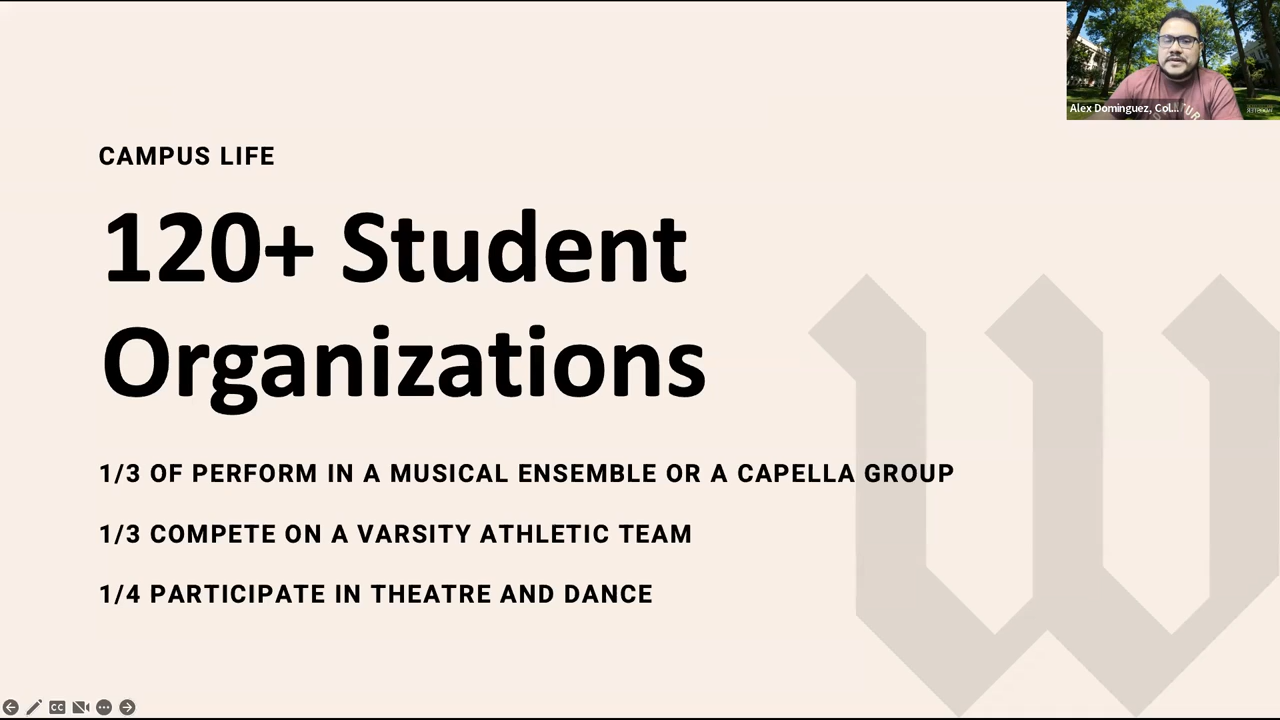 CAMPUS LIFE
120+ Student
Organizations
1/3 OF PERFORM IN A MUSICAL ENSEMBLE OR A CAPELLA GROUP
1/3 COMPETE ON A VARSITY ATHLETIC TEAM
1/4 PARTICIPATE IN THEATRE AND DANCE
Alex Dominguez, Col...
CC